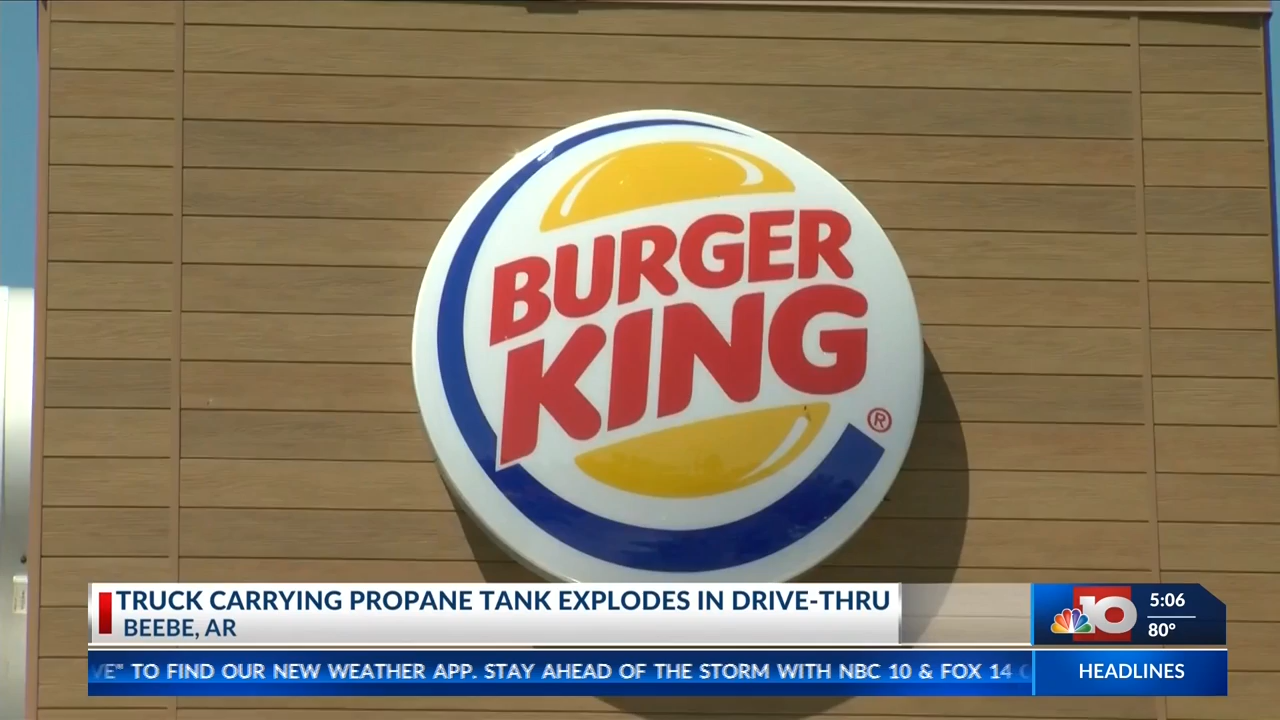 BURGER
KING
®
TRUCK CARRYING PROPANE TANK EXPLODES IN DRIVE-THRU
BEEBE, AR
10
5:06
80°
VE" TO FIND OUR NEW WEATHER APP. STAY AHEAD OF THE STORM WITH NBC 10 & FOX 14
HEADLINES